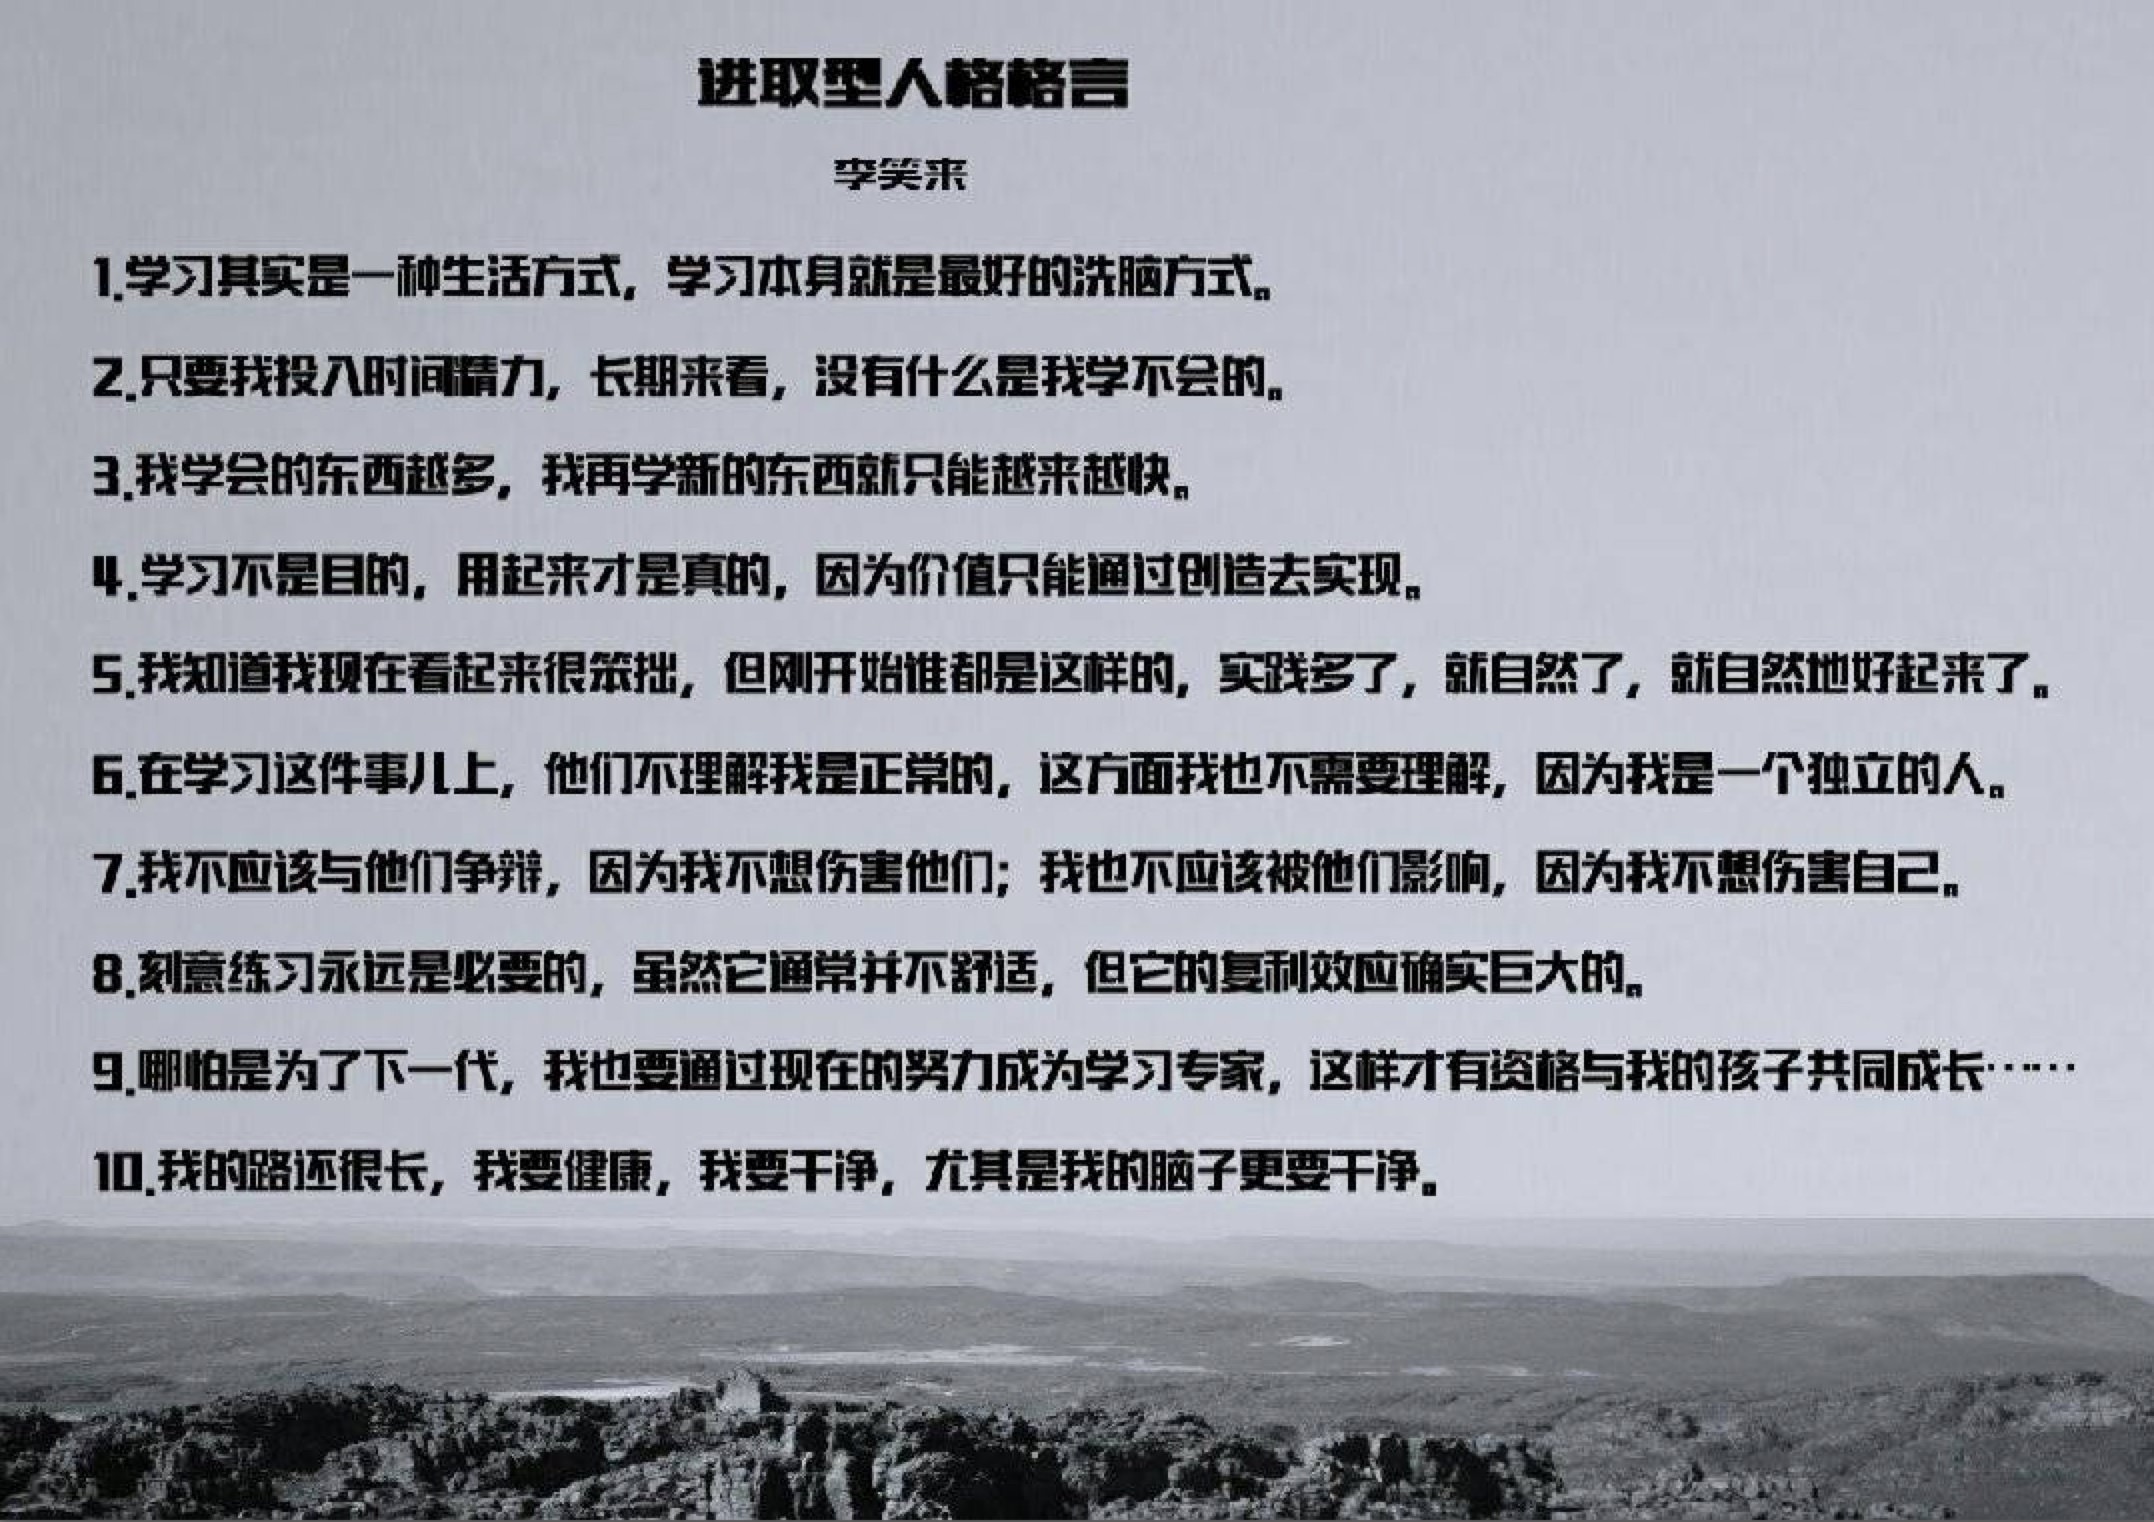 进取型人格格言
李笑来
1.学习其实是一种生活方式，学习本身就是最好的洗脑方式。
2.只要我投入时间精力，长期来看，没有什么是我学不会的。
3.我学会的东西越多，我再学新的东西就只能越来越快。
4.学习不是目的，用起来才是真的，因为价值只能通过创造去实现。
5.我知道我现在看起来很笨拙，但刚开始谁都是这样的，实践多了，就自然了，就自然地好起来了。
6.在学习这件事儿上，他们不理解我是正常的，这方面我也不需要理解，因为我是一个独立的人。
7.我不应该与他们争辩，因为我不想伤害他们；我也不应该被他们影响，因为我不想伤害自己。
8.刻意练习永远是必要的，虽然它通常并不舒适，但它的复利效应确实巨大的。
9.哪怕是为了下一代，我也要通过现在的努力成为学习专家，这样才有资格与我的孩子共同成长……
10.我的路还很长，我要健康，我要干净，尤其是我的脑子更要干净。